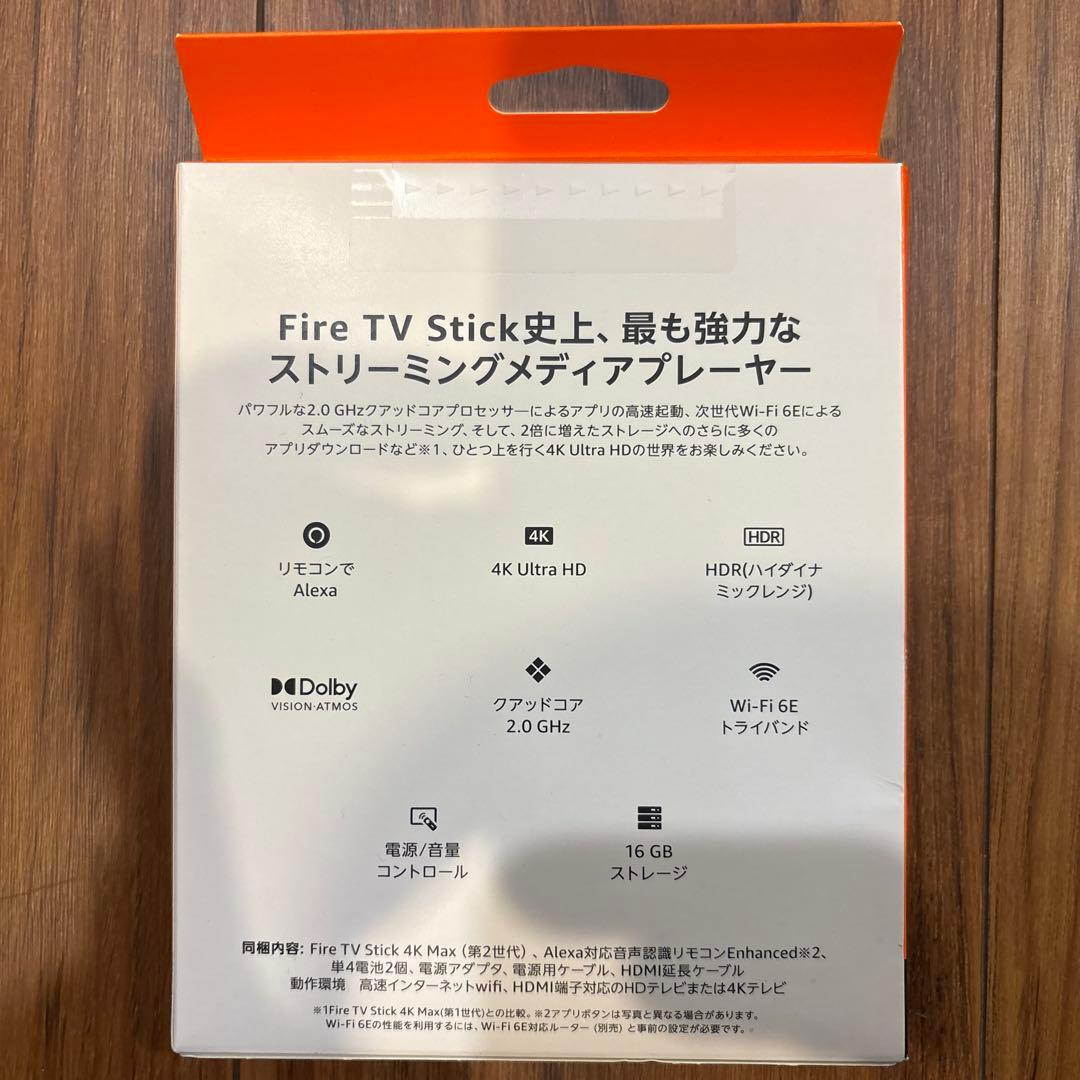 Fire TV Stick史上、最も強力な
ストリーミングメディアプレーヤー
パワフルな2.0 GHzクアッドコアプロセッサ―によるアプリの高速起動、次世代Wi-Fi 6Eによる
スムーズなストリーミング、そして、2倍に増えたストレージへのさらに多くの
アプリダウンロードなど※1、ひとつ上を行く4K Ultra HDの世界をお楽しみください。
リモコンで
Alexa
4K
4K Ultra HD
HDR
HDR(ハイダイナ
ミックレンジ)
Dolby
VISION·ATMOS
クアッドコア
2.0 GHz
Wi-Fi 6E
トライバンド
電源/音量
コントロール
16 GB
ストレージ
同梱内容: Fire TV Stick 4K Max（第2世代）、Alexa対応音声認識リモコンEnhanced※2、
単4電池2個、電源アダプタ、電源用ケーブル、HDMI延長ケーブル
動作環境　高速インターネットwifi、HDMI端子対応のHDテレビまたは4Kテレビ
※1Fire TV Stick 4K Max(第1世代)との比較。※2アプリボタンは写真と異なる場合があります。
Wi-Fi 6Eの性能を利用するには、Wi-Fi 6E対応ルーター（別売）と事前の設定が必要です。